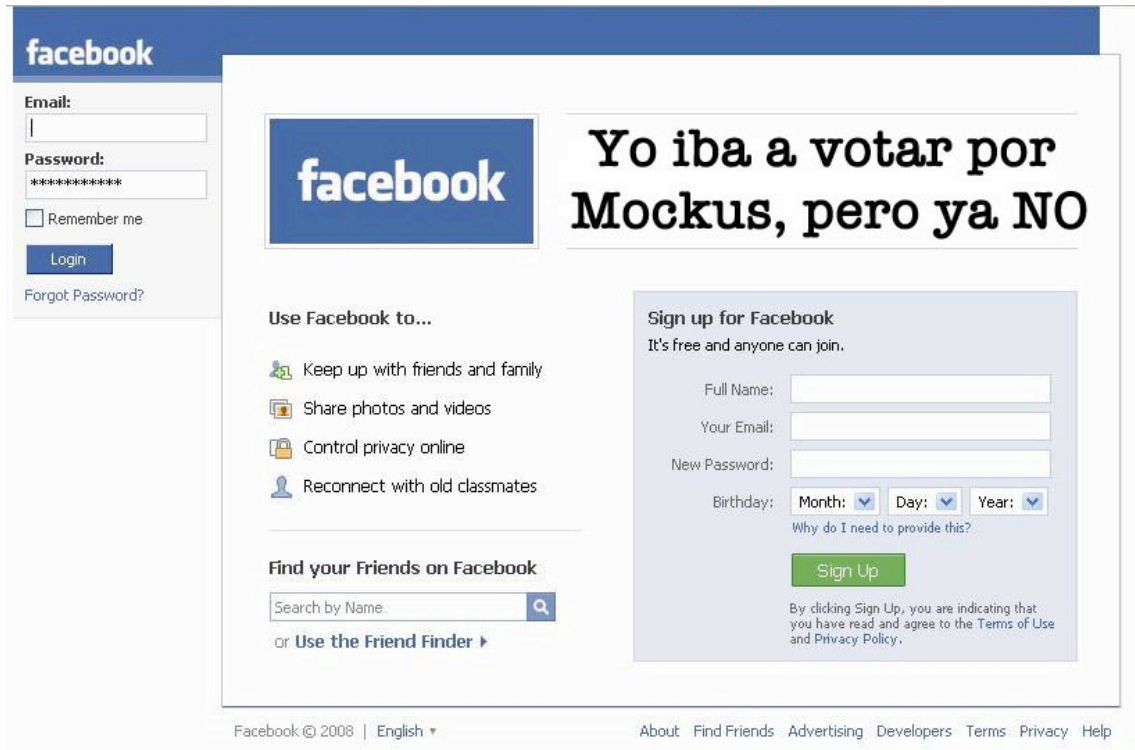 facebook
Email:
Password:
***********
Remember me
Login
Forgot Password?
facebook
Yo iba a votar por
Mockus, pero ya NO
Use Facebook to...
Keep up with friends and family
Share photos and videos
Control privacy online
Reconnect with old classmates
Find your Friends on Facebook
Search by Name
or Use the Friend Finder
Sign up for Facebook
It's free and anyone can join.
Full Name:
Your Email:
New Password:
Birthday: Month: Day: Year:
Why do I need to provide this?
Sign Up
By clicking Sign Up, you are indicating that
you have read and agree to the Terms of Use
and Privacy Policy.
Facebook © 2008 | English
About Find Friends Advertising Developers Terms Privacy Help